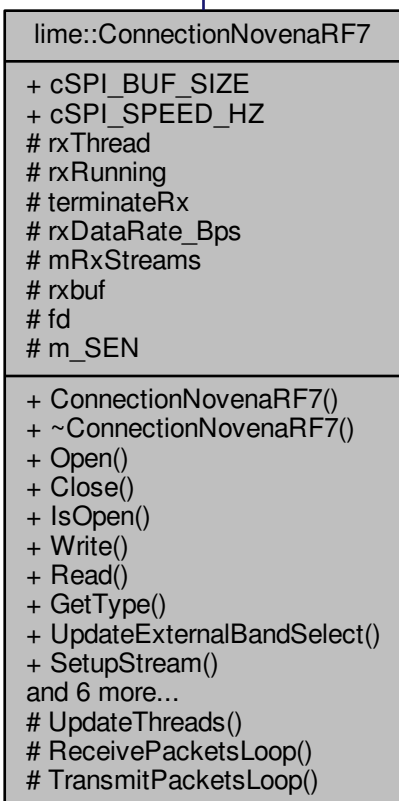 lime::ConnectionNovenaRF7
+ cSPI_BUF_SIZE
+ cSPI_SPEED_HZ
# rxThread
# rxRunning
# terminateRx
# rxDataRate_Bps
# mRxStreams
# rxbuf
# fd
# m_SEN
+ ConnectionNovenaRF7()
+ ~ConnectionNovenaRF7()
+ Open()
+ Close()
+ IsOpen()
+ Write()
+ Read()
+ GetType()
+ UpdateExternalBandSelect()
+ SetupStream()
and 6 more...
# UpdateThreads()
# ReceivePacketsLoop()
# TransmitPacketsLoop()